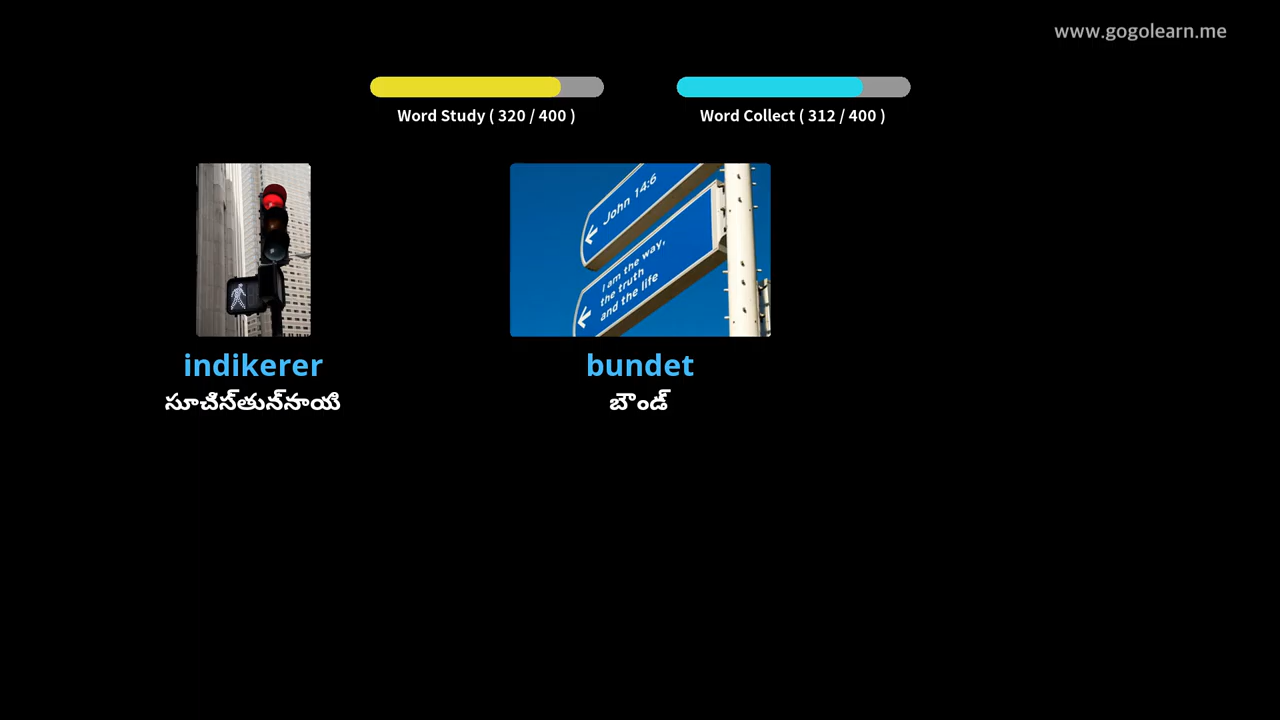 www.gogolearn.me
Word Study ( 320 / 400 )
Word Collect ( 312 / 400 )
John 14:6
I am the way,
the truth
and the life
indikerer
bundet
సూచిన్‌తున్‌నాయి
బౌండ్